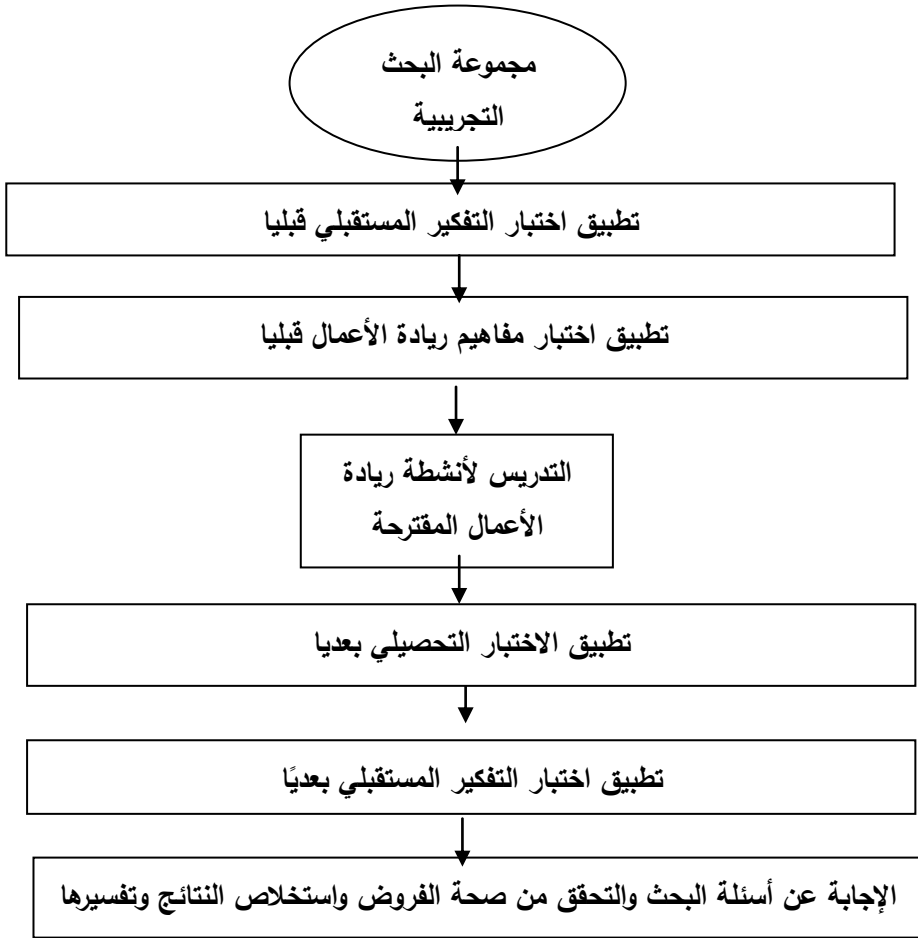 مجموعة البحث
التجريبية
تطبيق اختبار التفكير المستقبلي قبليا
تطبيق اختبار مفاهيم ريادة الأعمال قبليا
التدريس لأنشطة ريادة
الأعمال المقترحة
تطبيق الاختبار التحصيلي بعديا
تطبيق اختبار التفكير المستقبلي بعديًا
الإجابة عن أسئلة البحث والتحقق من صحة الفروض واستخلاص النتائج وتفسيرها